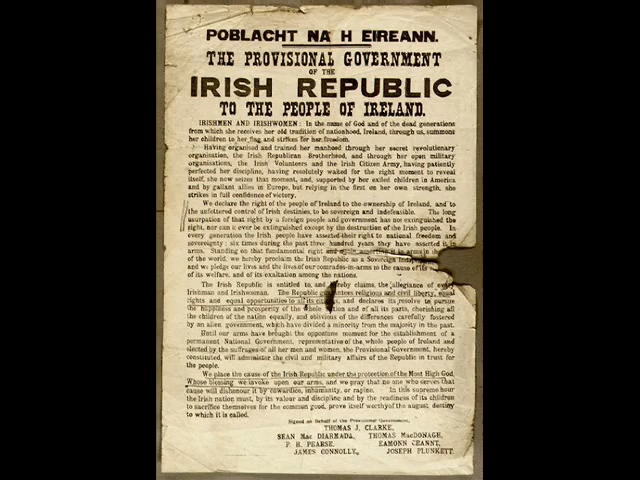 POBLACHT NA H EIREANN.
THE PROVISIONAL GOVERNMENT
OF THE
IRISH REPUBLIC
TO THE PEOPLE OF IRELAND.
IRISHMEN AND IRISHWOMEN: In the name of God and of the dead generations
from which she receives her old tradition of nationhood, Ireland, through us, summons
her children to her flag and strikes for her freedom.
Having organised and trained her manhood through her secret revolutionary
organisation, the Irish Republican Brotherhood, and through her open military
organisations, the Irish Volunteers and the Irish Citizen Army, having patiently
perfected her discipline, having resolutely waited for the right moment to reveal
itself, she now seizes that moment, and, supported by her exiled children in America
and by gallant allies in Europe, but relying in the first on her own strength, she
strikes in full confidence of victory.
We declare the right of the people of Ireland to the ownership of Ireland, and to
the unfettered control of Irish destinies, to be sovereign and indefeasible. The long
usurpation of that right by a foreign people and government has not extinguished the
right, nor can it ever be extinguished except by the destruction of the Irish people. In
every generation the Irish people have asserted their right to national freedom and
sovereignty; six times during the past three hundred years they have asserted it in
arms. Standing on that fundamental right and again asserting it in arms in the
of the world, we hereby proclaim the Irish Republic as a Sovereign
and we pledge our lives and the lives of our comrades-in-arms to the cause of its
of its welfare, and of its exaltation among the nations.
The Irish Republic is entitled to, and hereby claims, the allegiance of every
Irishman and Irishwoman. The Republic guarantees religious and civil liberty, equal
rights and equal opportunities to all its citizens, and declares its resolve to pursue
the happiness and prosperity of the whole nation and of all its parts, cherishing all
the children of the nation equally, and oblivious of the differences carefully fostered
by an alien government, which have divided a minority from the majority in the past.
Until our arms have brought the opportune moment for the establishment of a
permanent National Government, representative of the whole people of Ireland and
elected by the suffrages of all her men and women, the Provisional Government, hereby
constituted, will administer the civil and military affairs of the Republic in trust for
the people.
We place the cause of the Irish Republic under the protection of the Most High God,
Whose blessing we invoke upon our arms, and we pray that no one who serves that
cause will dishonour it by cowardice, inhumanity, or rapine. In this supreme hour
the Irish nation must, by its valour and discipline and by the readiness of its children
to sacrifice themselves for the common good, prove itself worthy of the august destiny
to which it is called.
Signed on Behalf of the Provisional Government,
THOMAS J. CLARKE,
SEAN Mac DIARMADA, THOMAS MacDONAGH,
P. H. PEARSE, EAMONN CEANNT,
JAMES CONNOLLY, JOSEPH PLUNKETT.